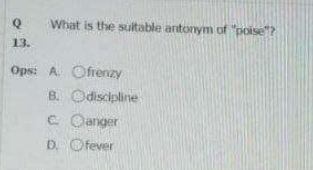 Q What is the suitable antonym of "poise"?
13.
Ops: A. frenzy
B. discipline
C. anger
D. fever